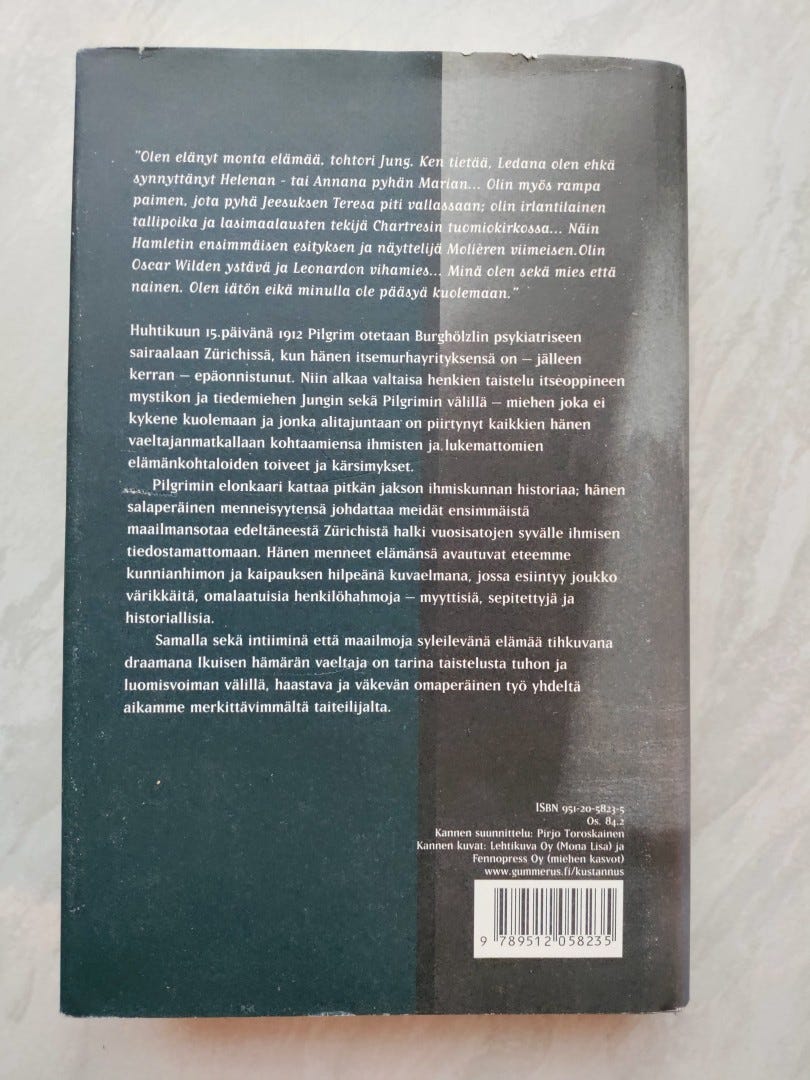 "Olen elänyt monta elämää, tohtori Jung. Ken tietää, Ledana olen ehkä
synnyttänyt Helenan - tai Annana pyhän Marian... Olin myös rampa
paimen, jota pyhä Jeesuksen Teresa piti vallassaan; olin irlantilainen
tallipoika ja lasimaalausten tekijä Chartresin tuomiokirkossa... Näin
Hamletin ensimmäisen esityksen ja näyttelijä Molièren viimeisen.Olin
Oscar Wilden ystävä ja Leonardon vihamies... Minä olen sekä mies että
nainen. Olen iätön eikä minulla ole pääsyä kuolemaan."
Huhtikuun 15.päivänä 1912 Pilgrim otetaan Burghölzlin psykiatriseen
sairaalaan Zürichissä, kun hänen itsemurhayrityksensä on – jälleen
kerran – epäonnistunut. Niin alkaa valtaisa henkien taistelu itseoppineen
mystikon ja tiedemiehen Jungin sekä Pilgrimin välillä – miehen joka ei
kykene kuolemaan ja jonka alitajuntaan on piirtynyt kaikkien hänen
vaeltajanmatkallaan kohtaamiensa ihmisten ja lukemattomien
elämänkohtaloiden toiveet ja kärsimykset.
Pilgrimin elonkaari kattaa pitkän jakson ihmiskunnan historiaa; hänen
salaperäinen menneisyytensä johdattaa meidät ensimmäistä
maailmansotaa edeltäneestä Zürichistä halki vuosisatojen syvälle ihmisen
tiedostamattomaan. Hänen menneet elämänsä avautuvat eteemme
kunnianhimon ja kaipauksen hilpeänä kuvaelmana, jossa esiintyy joukko
värikkäitä, omalaatuisia henkilöhahmoja – myyttisiä, sepitettyjä ja
historiallisia.
Samalla sekä intiiminä että maailmoja syleilevänä elämää tihkuvana
draamana Ikuisen hämärän vaeltaja on tarina taistelusta tuhon ja
luomisvoiman välillä, haastava ja väkevän omaperäinen työ yhdeltä
aikamme merkittävimmältä taiteilijalta.
ISBN 951-20-5823-5
Os. 84.2
Kannen suunnittelu: Pirjo Toroskainen
Kannen kuvat: Lehtikuva Oy (Mona Lisa) ja
Fennopress Oy (miehen kasvot)
www.gummerus.fi/kustannus
9 789512 058235